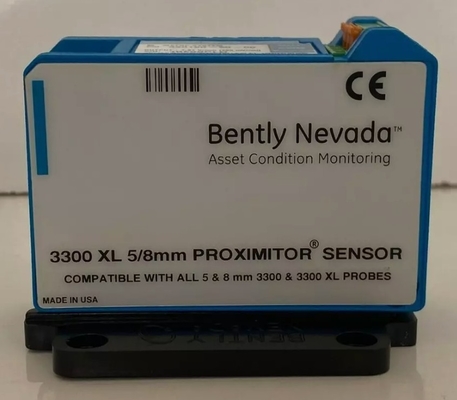 CE
Bently Nevada™
Asset Condition Monitoring
3300 XL 5/8mm PROXIMITOR® SENSOR
COMPATIBLE WITH ALL 5 & 8 mm 3300 & 3300 XL PROBES
MADE IN USA
BENTLY